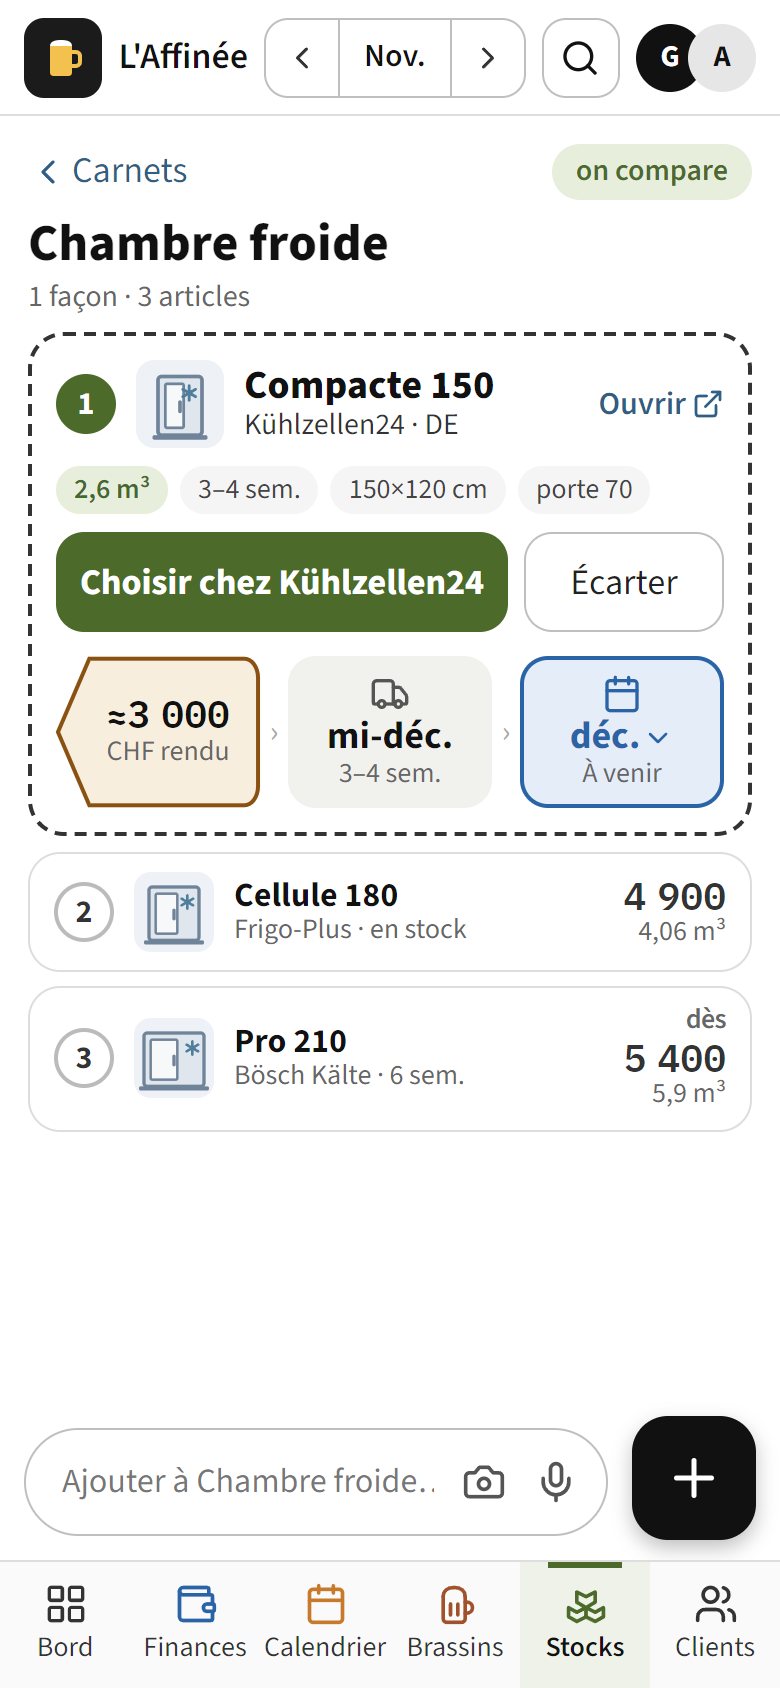 L'Affinée
Nov.
G
A
Carnets
on compare
Chambre froide
1 façon · 3 articles
1
Compacte 150
Kühlzellen24 · DE
Ouvrir
2,6 m³
3–4 sem.
150×120 cm
porte 70
Choisir chez Kühlzellen24
Écarter
≈3 000
CHF rendu
›
mi-déc.
3–4 sem.
›
déc.
À venir
2
Cellule 180
Frigo-Plus · en stock
4 900
4,06 m³
3
Pro 210
Bösch Kälte · 6 sem.
dès
5 400
5,9 m³
Ajouter à Chambre froide..
Bord
Finances
Calendrier
Brassins
Stocks
Clients